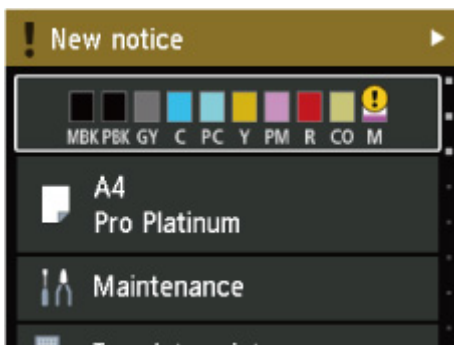 New notice
MBK PBK GY C PC Y PM R CO M
A4
Pro Platinum
Maintenance